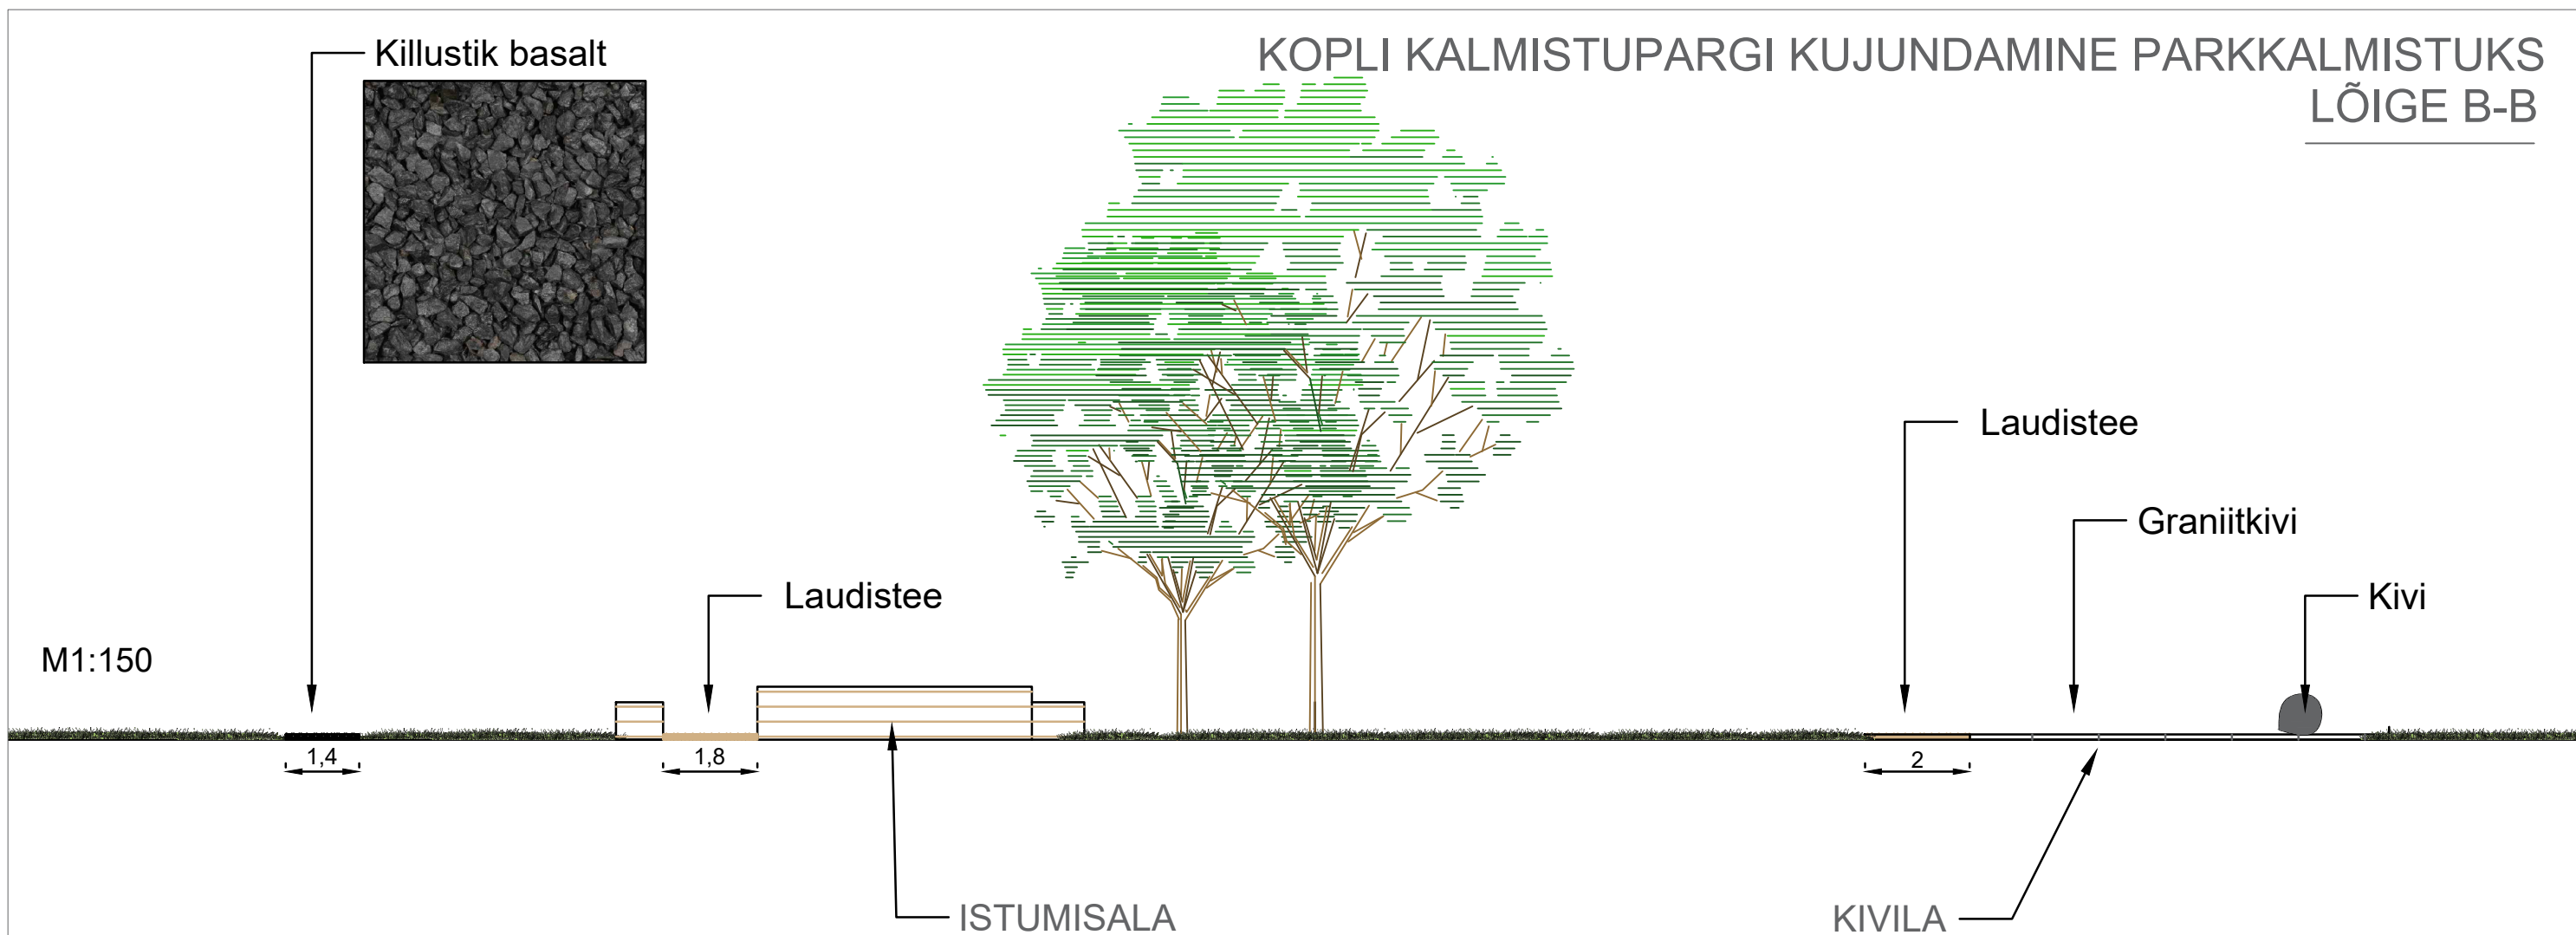 KOPLI KALMISTUPARGI KUJUNDAMINE PARKKALMISTUKS
LÕIGE B-B
Killustik basalt
Laudistee
Graniitkivi
Laudistee
Kivi
M1:150
1,4
1,8
2
ISTUMISALA
KIVILA